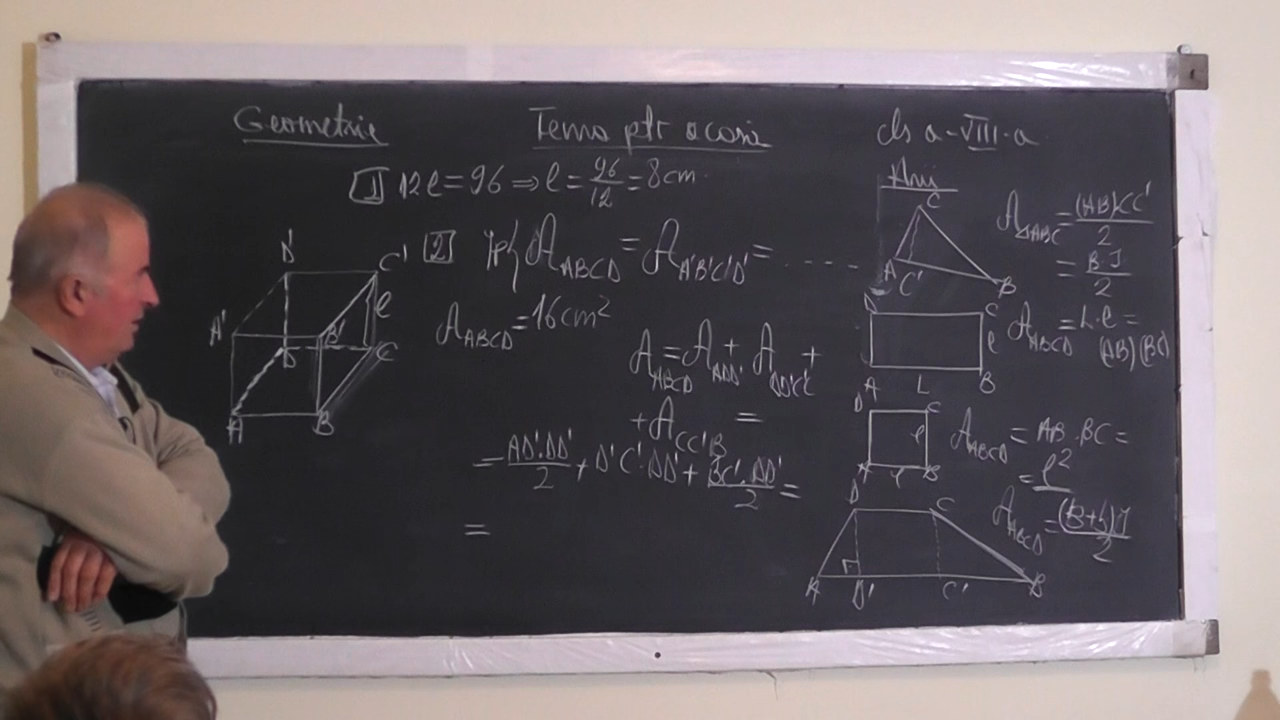 Geometrie Tema ptr acasă cls a-VIII-a
1 12l=96 ⇒ l=96/12=8cm.
2 A_ABCD=A_A'B'C'D'=.....
A_ABCD=16cm²
A_ABCD=A_ADD'+A_DD'C'C+
+A_CC'B=
=AD'.DD'/2+D'C'.DD'+BC'.DD'/2=
=
D' C' A' B' l D C A B
Arii
C A C' B
A_ΔABC=(AB)(CC'/2
=B·I/2
D C l A L B
A_ABCD=L.l=
(AB)(BC)
D C l A l B
A_ABCD=AB.BC=
=l²
D C A D' C' B
A_ABCD=(B+b)I/2